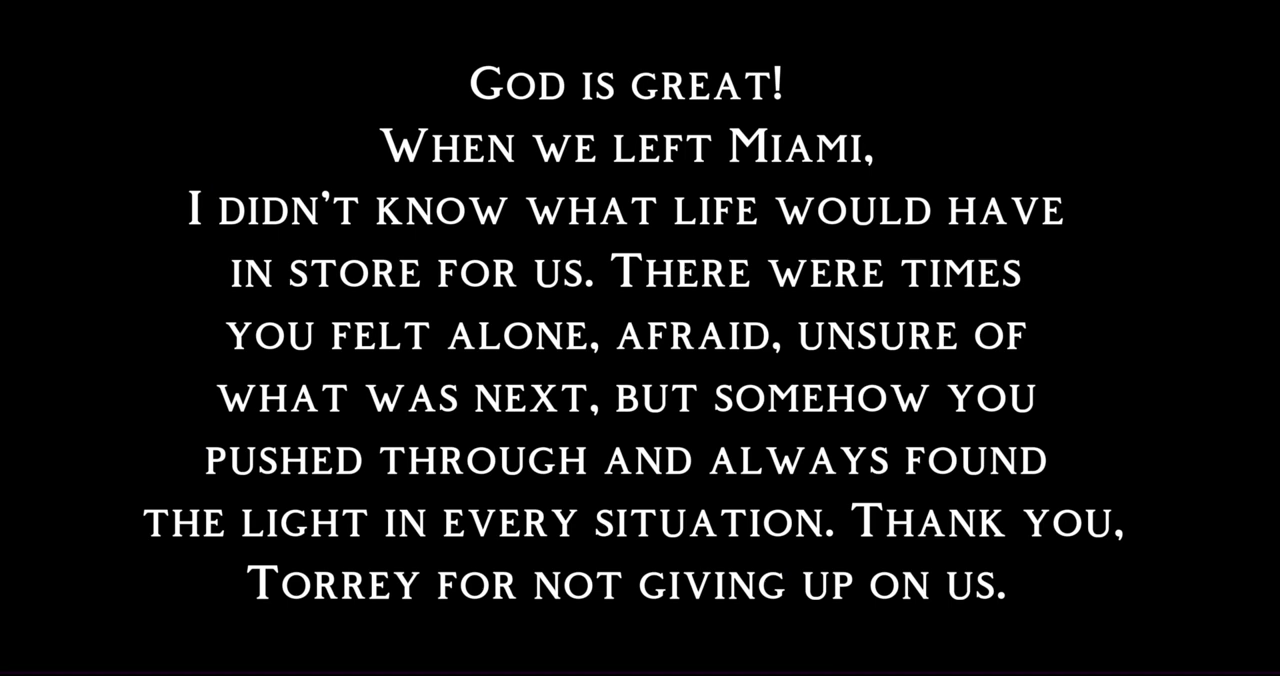 God is great!
When we left Miami,
I didn't know what life would have
in store for us. There were times
you felt alone, afraid, unsure of
what was next, but somehow you
pushed through and always found
the light in every situation. Thank you,
Torrey for not giving up on us.